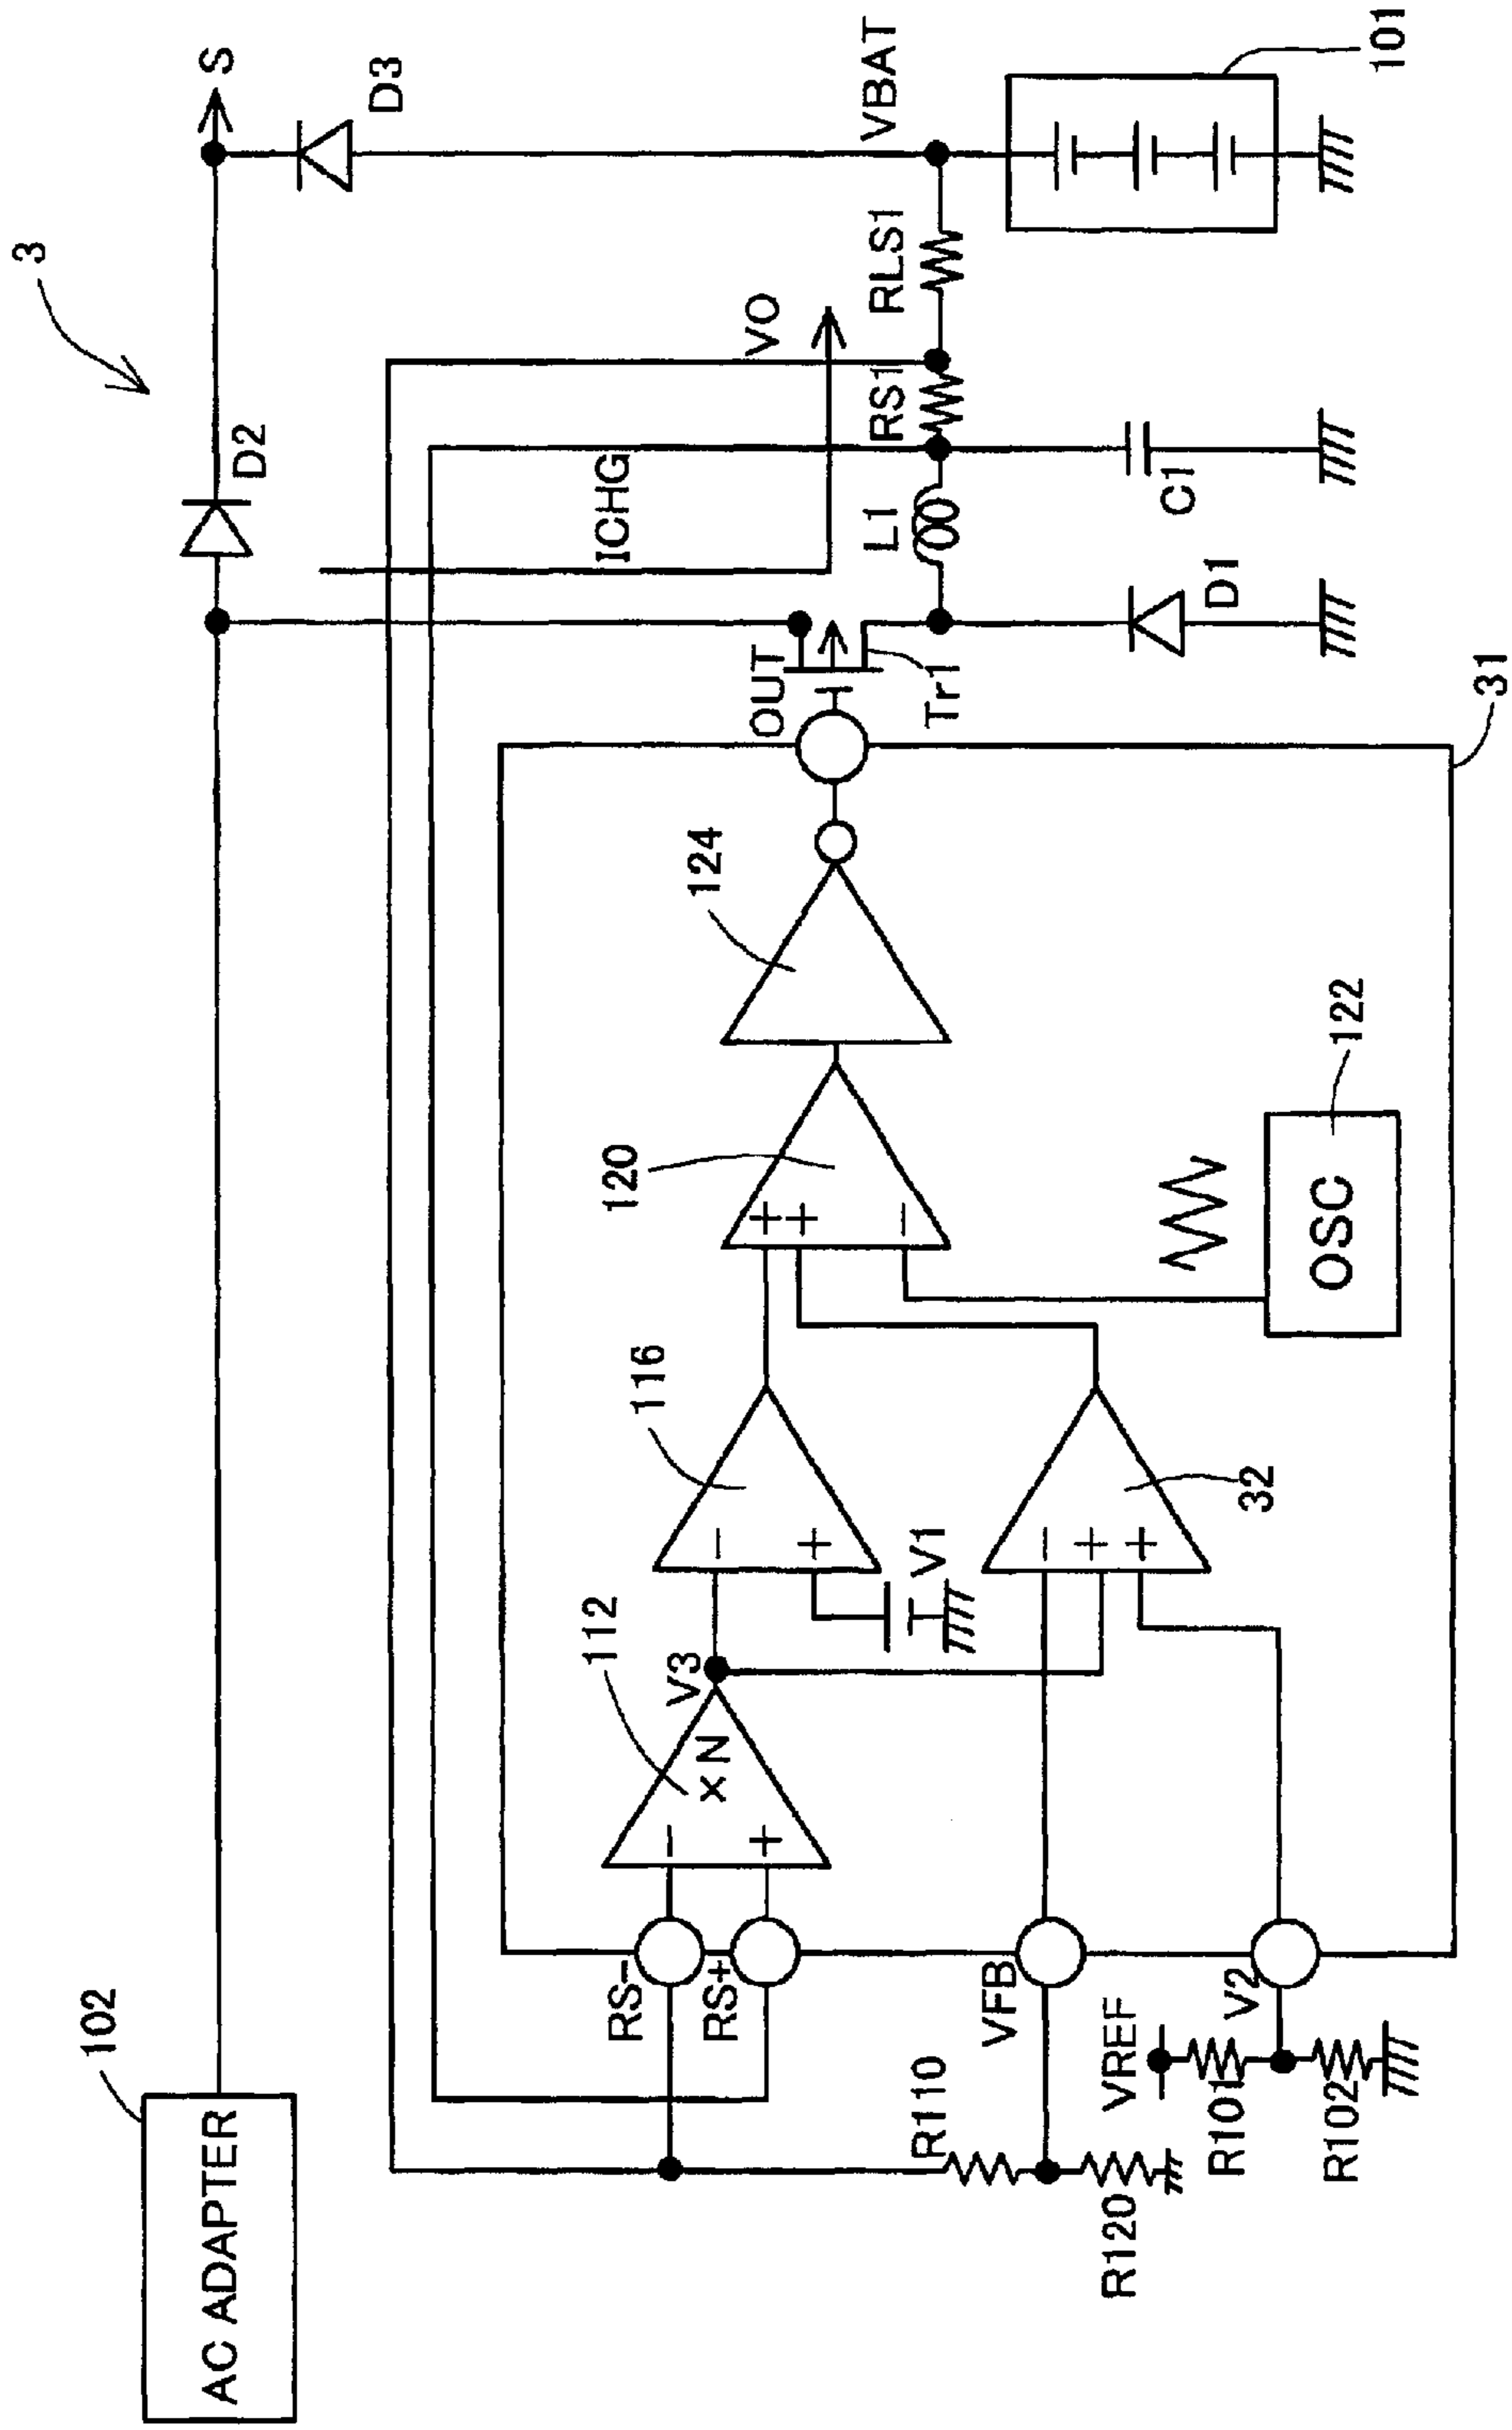 3
102
AC ADAPTER
D2
S
D3
ICHG
VO
OUT
Tr1
L1
RS1
RLS1
VBAT
D1
C1
101
RS−
RS+
112
×N
−
+
V3
116
−
+
V1
120
+
+
−
124
VFB
32
−
+
+
R110
R120
VREF
V2
R101
R102
OSC
122
31